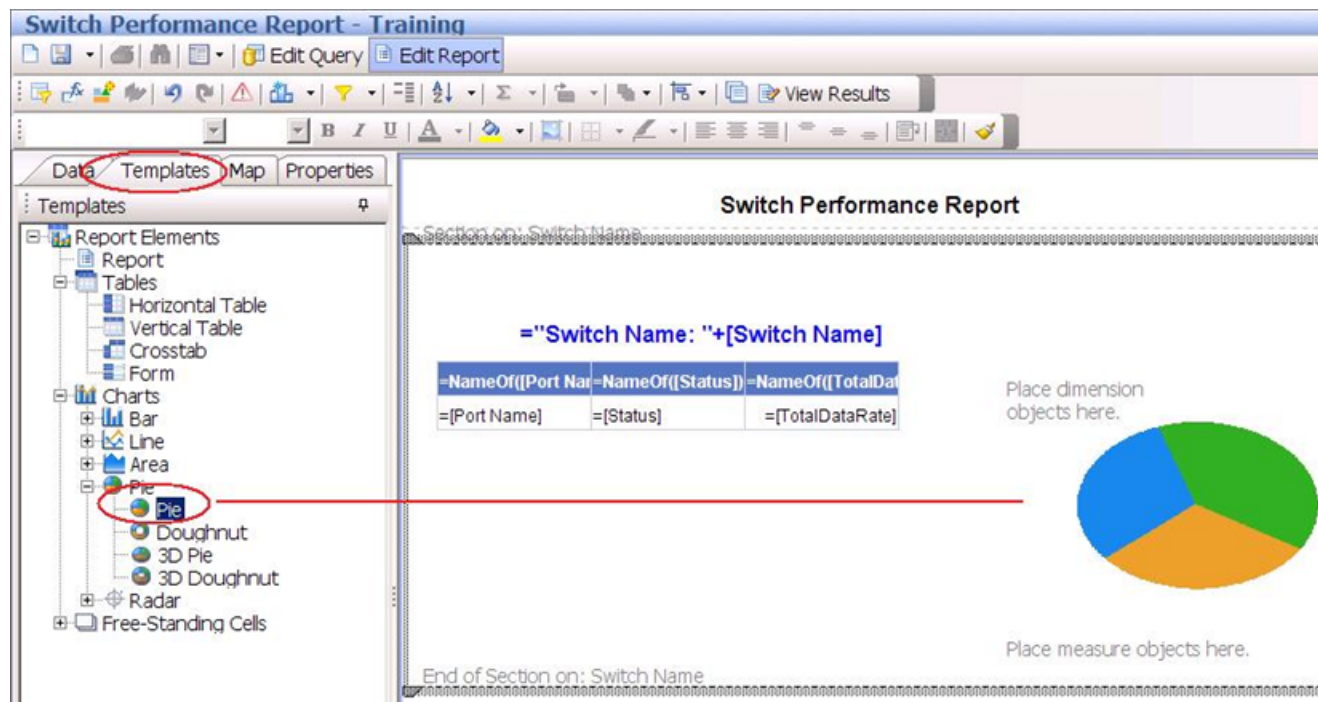 Switch Performance Report - Training
Edit Query Edit Report
View Results
B I U A
Data Templates Map Properties
Templates
Report Elements
Report
Tables
Horizontal Table
Vertical Table
Crosstab
Form
Charts
Bar
Line
Area
Pie
Pie
Doughnut
3D Pie
3D Doughnut
Radar
Free-Standing Cells
Switch Performance Report
Section on: Switch Name
="Switch Name: "+[Switch Name]
=NameOf([Port Nar =NameOf([Status]) =NameOf([TotalDat
=[Port Name] =[Status] =[TotalDataRate]
Place dimension
objects here.
Place measure objects here.
End of Section on: Switch Name